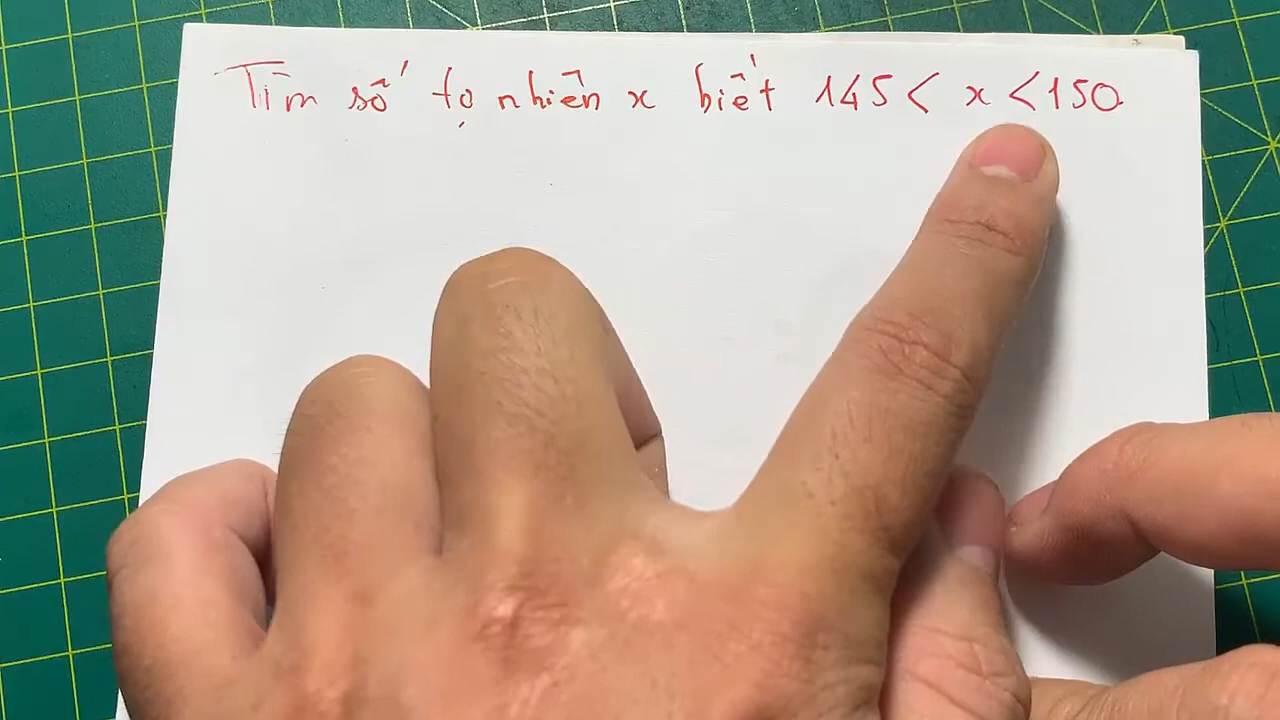 Tìm số tự nhiên x biết 145 < x < 150